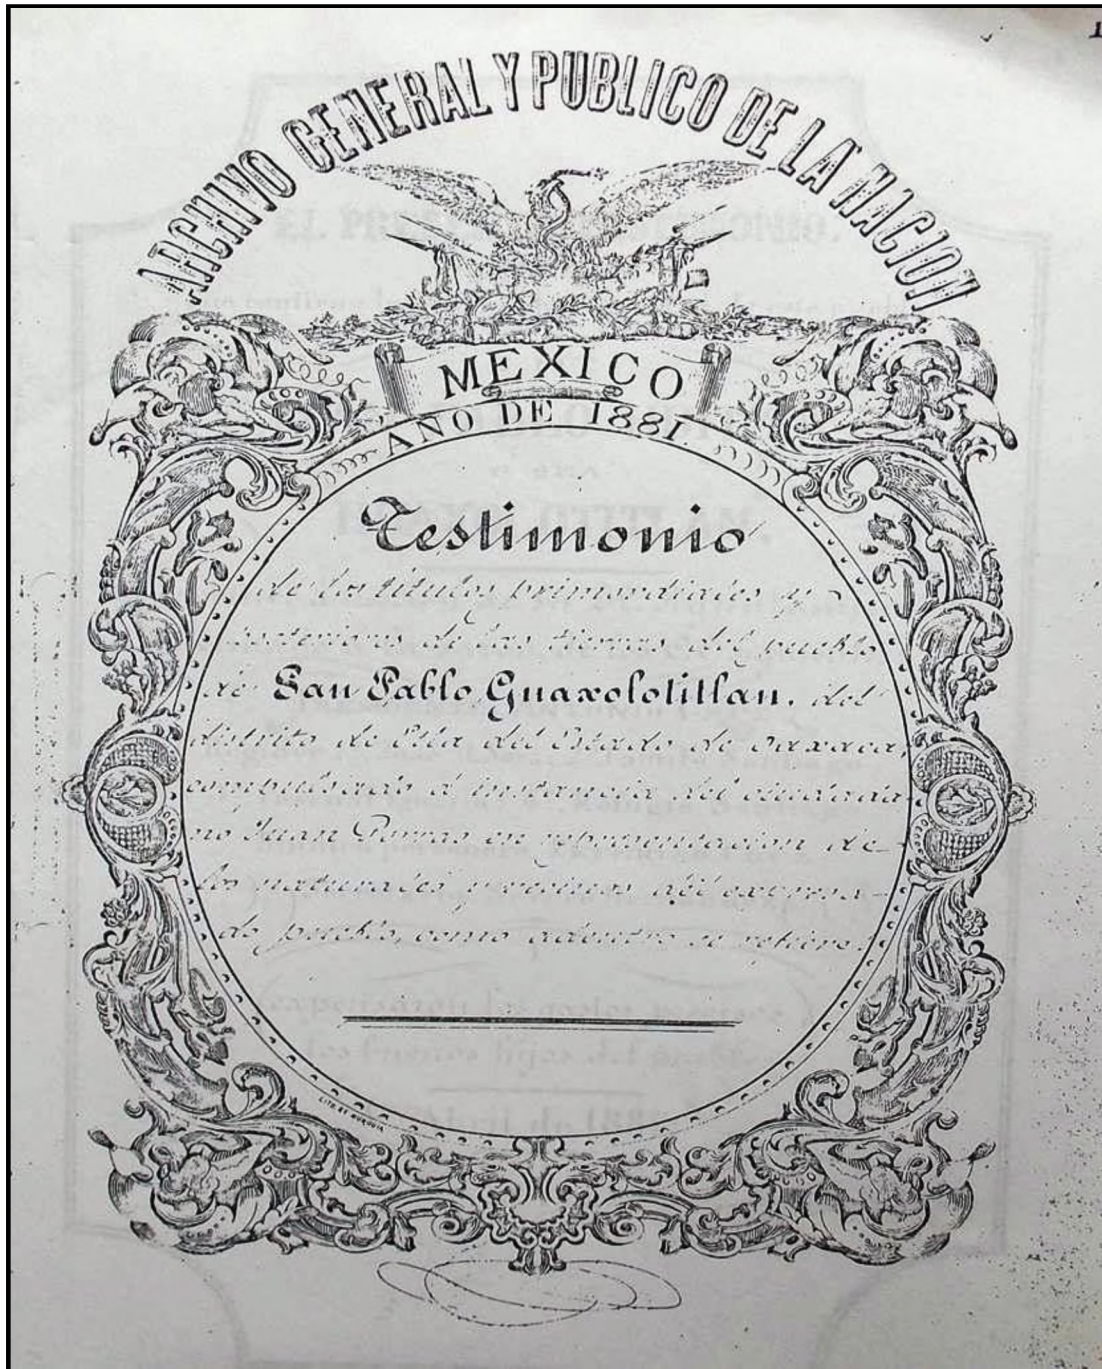 1
ARCHIVO GENERAL Y PUBLICO DE LA NACION
MEXICO
AÑO DE 1881.
Testimonio
de los titulos primordiales y
posteriores de las tierras del pueblo
de San Pablo Guaxolotitlan, del
distrito de Etla del Estado de Oaxaca,
compulsado á instancia del ciudada-
no Juan en representacion de
los naturales y vecinos del expresa-
do pueblo, como adentro se refiere.